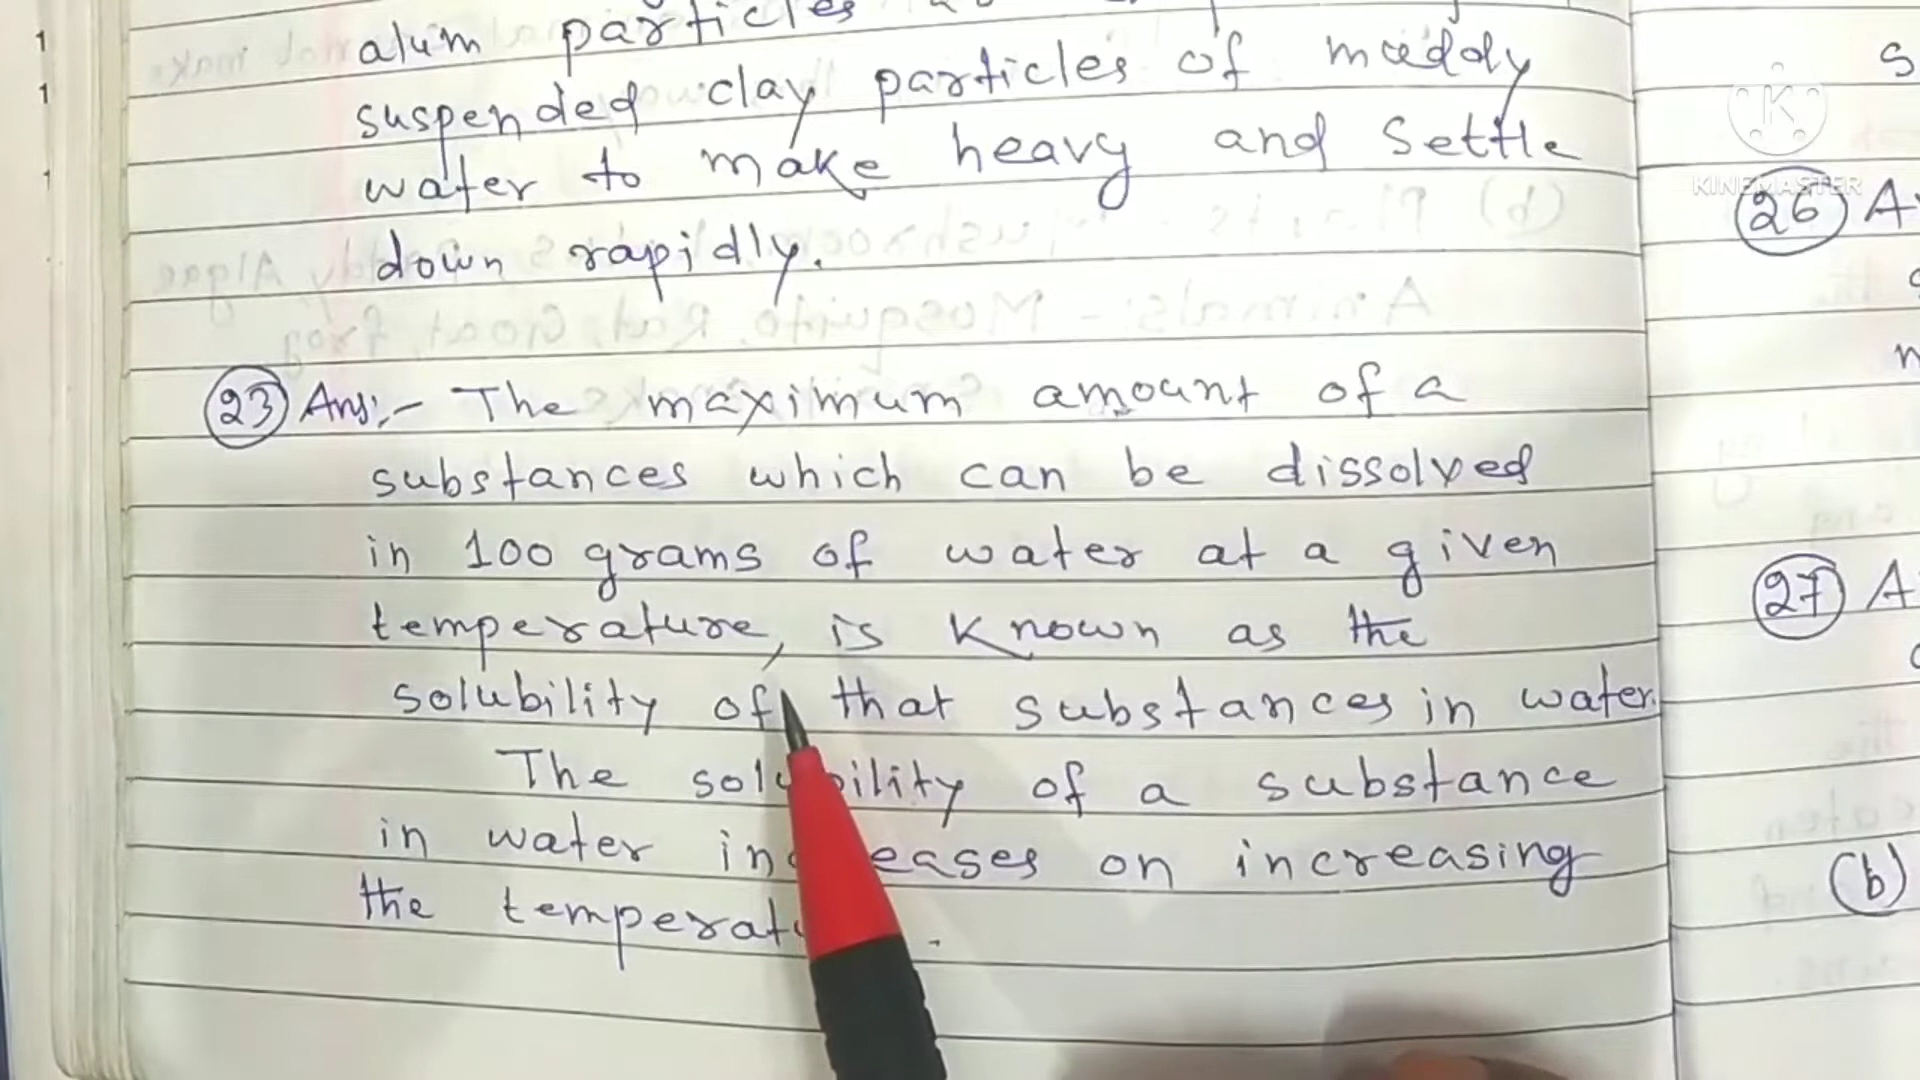 alum particles
suspended clay particles of muddy
water to make heavy and settle
down rapidly.
(23) Ans:- The maximum amount of a
substances which can be dissolved
in 100 grams of water at a given
temperature, is known as the
solubility of that substances in water.
The solubility of a substance
in water increases on increasing
the temperat
KINEMASTER
(26) A
(27) A
(b)